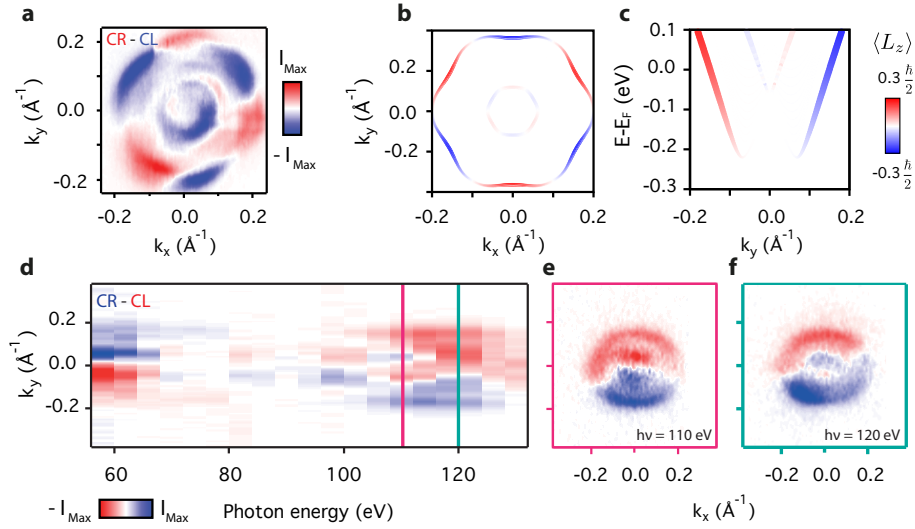 a
CR - CL
0.2
0.0
-0.2
k_y (Å⁻¹)
-0.2 0.0 0.2
k_x (Å⁻¹)
I_Max
- I_Max
b
0.4
0.2
0.0
-0.2
-0.4
k_y (Å⁻¹)
-0.2 0.0 0.2
k_x (Å⁻¹)
c
0.1
0.0
-0.1
-0.2
-0.3
E-E_F (eV)
-0.2 0.0 0.2
k_y (Å⁻¹)
⟨L_z⟩
0.3 ħ/2
-0.3 ħ/2
d
CR - CL
0.2
0.0
-0.2
k_y (Å⁻¹)
60 80 100 120
Photon energy (eV)
- I_Max I_Max
e
hν = 110 eV
-0.2 0.0 0.2
f
hν = 120 eV
-0.2 0.0 0.2
k_x (Å⁻¹)